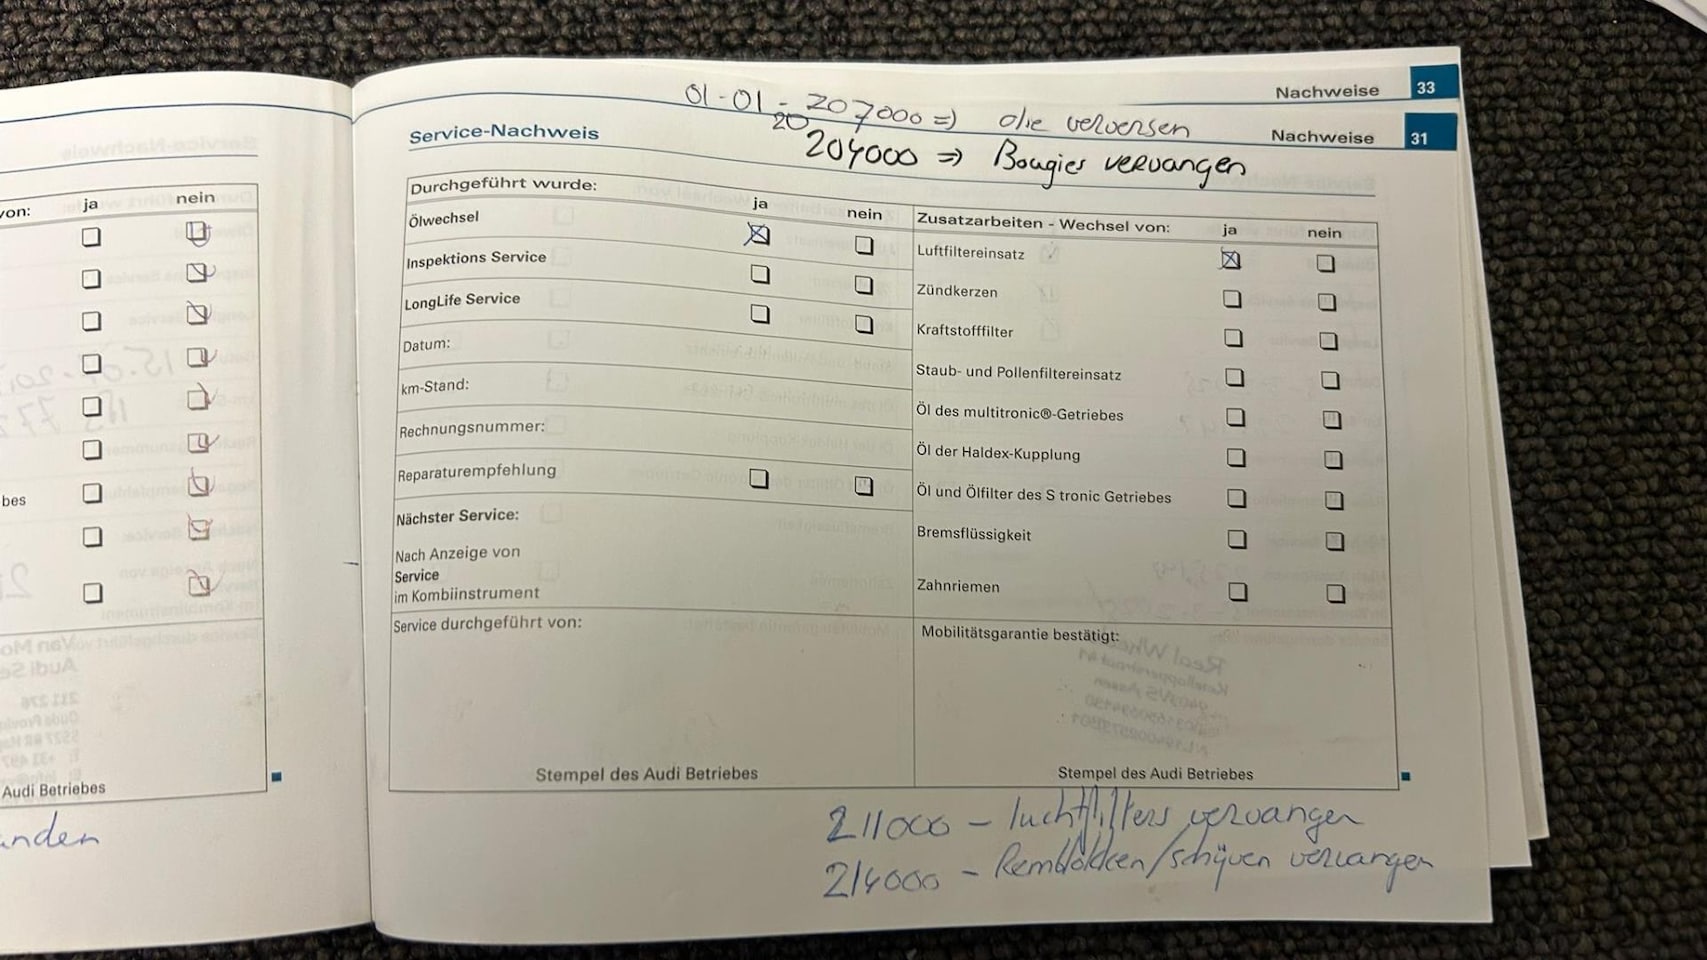 Nachweise 33
01-01-20 207000 => olie verversen
Service-Nachweis
Nachweise 31
204000 => Bougies vervangen
von: ja nein
bes
Audi Betriebes
anden
Durchgeführt wurde: ja nein
Ölwechsel
Inspektions Service
LongLife Service
Datum:
km-Stand:
Rechnungsnummer:
Reparaturempfehlung
Nächster Service:
Nach Anzeige von
Service
im Kombiinstrument
Service durchgeführt von:
Stempel des Audi Betriebes
Zusatzarbeiten - Wechsel von: ja nein
Luftfiltereinsatz
Zündkerzen
Kraftstofffilter
Staub- und Pollenfiltereinsatz
Öl des multitronic®-Getriebes
Öl der Haldex-Kupplung
Öl und Ölfilter des S tronic Getriebes
Bremsflüssigkeit
Zahnriemen
Mobilitätsgarantie bestätigt:
Stempel des Audi Betriebes
211000 - luchtfilters vervangen
214000 - Remblokken/schijven vervangen